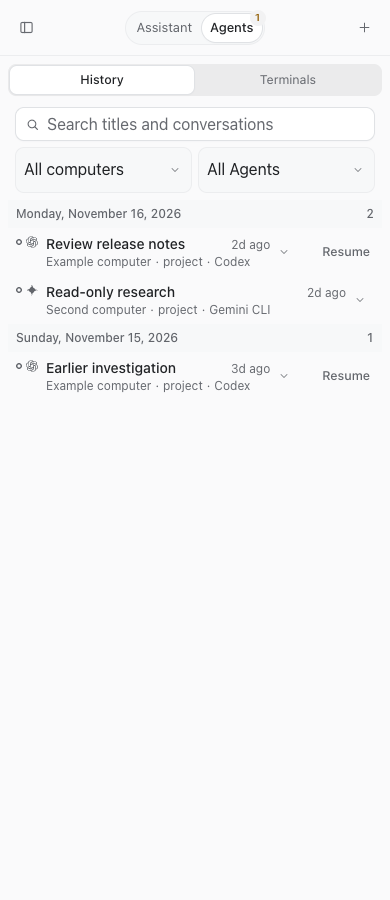 Assistant Agents 1
History Terminals
Search titles and conversations
All computers All Agents
Monday, November 16, 2026 2
Review release notes 2d ago Resume
Example computer · project · Codex
Read-only research 2d ago
Second computer · project · Gemini CLI
Sunday, November 15, 2026 1
Earlier investigation 3d ago Resume
Example computer · project · Codex